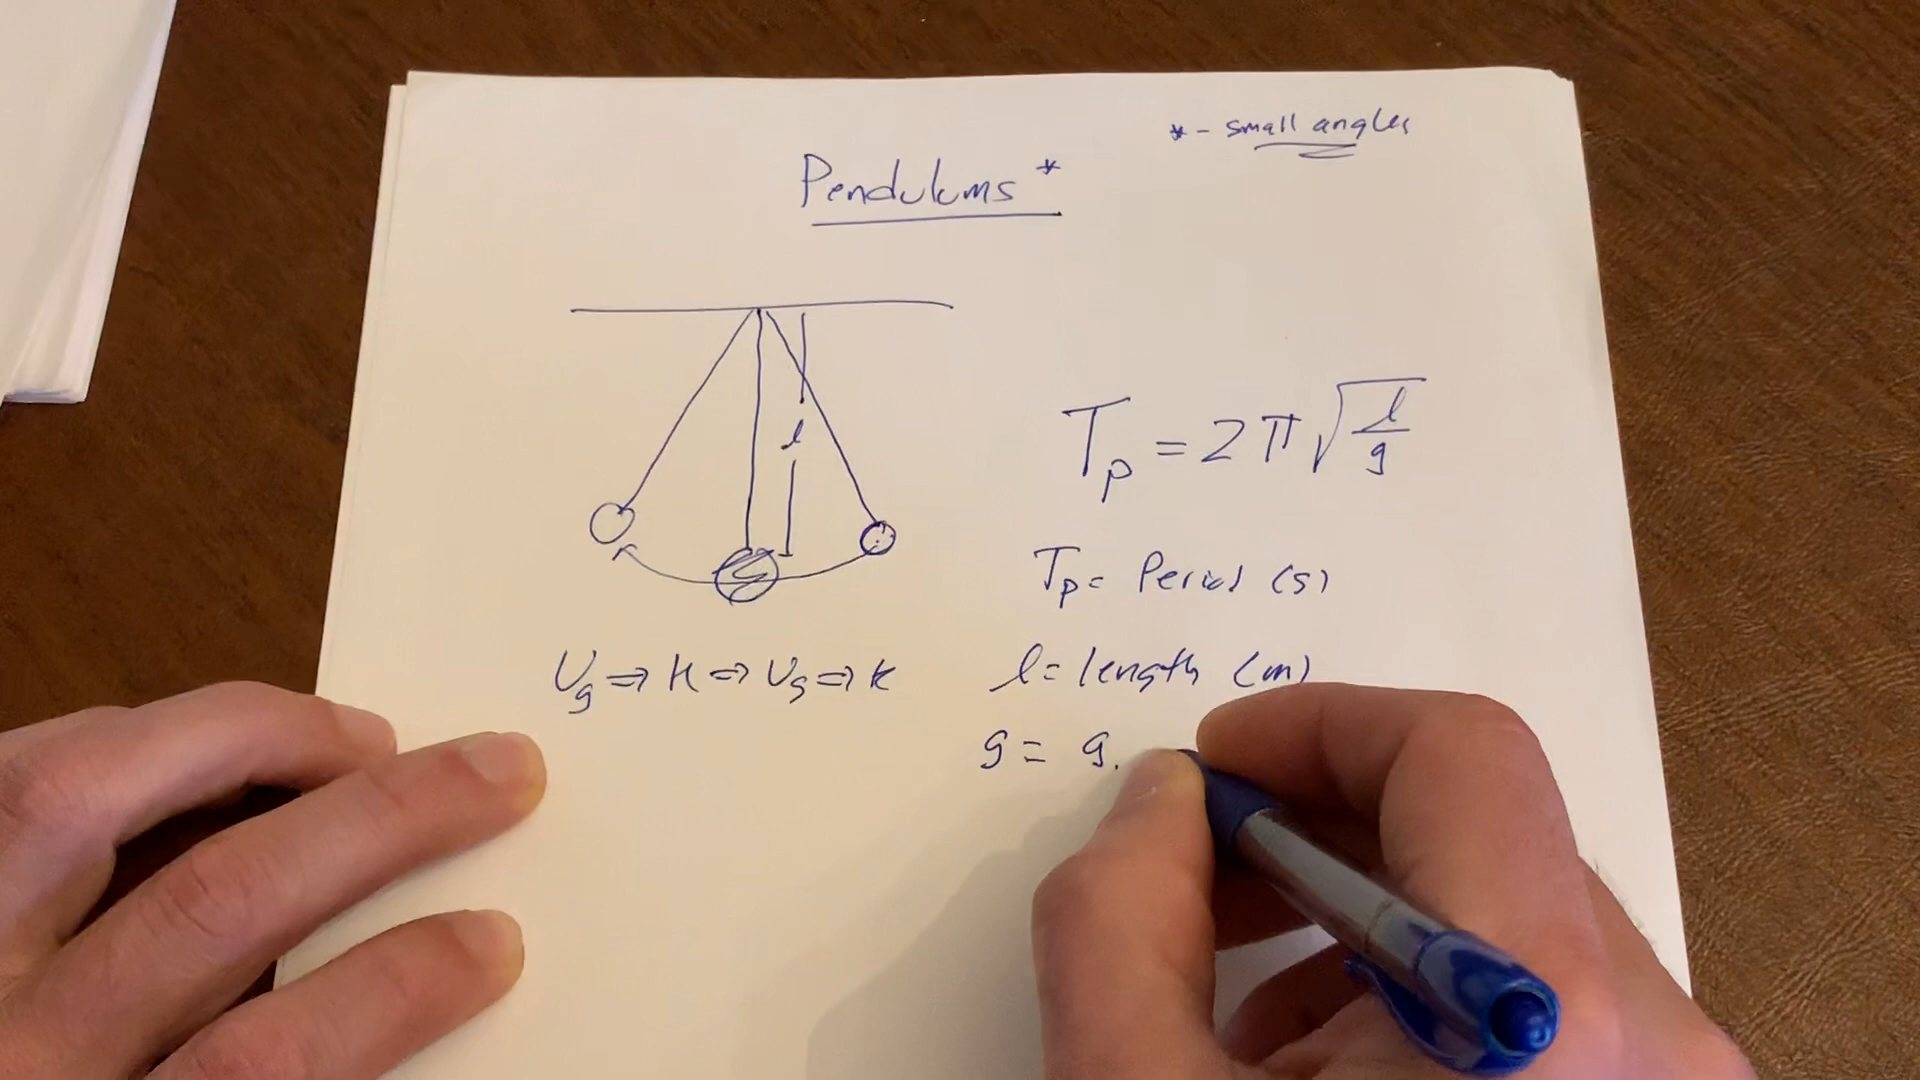 * - small angles
Pendulums *
l
T_p = 2π√(l/g)
T_p = Period (s)
U_g ⇒ K ⇒ U_g ⇒ K
l = length (m)
g = 9.